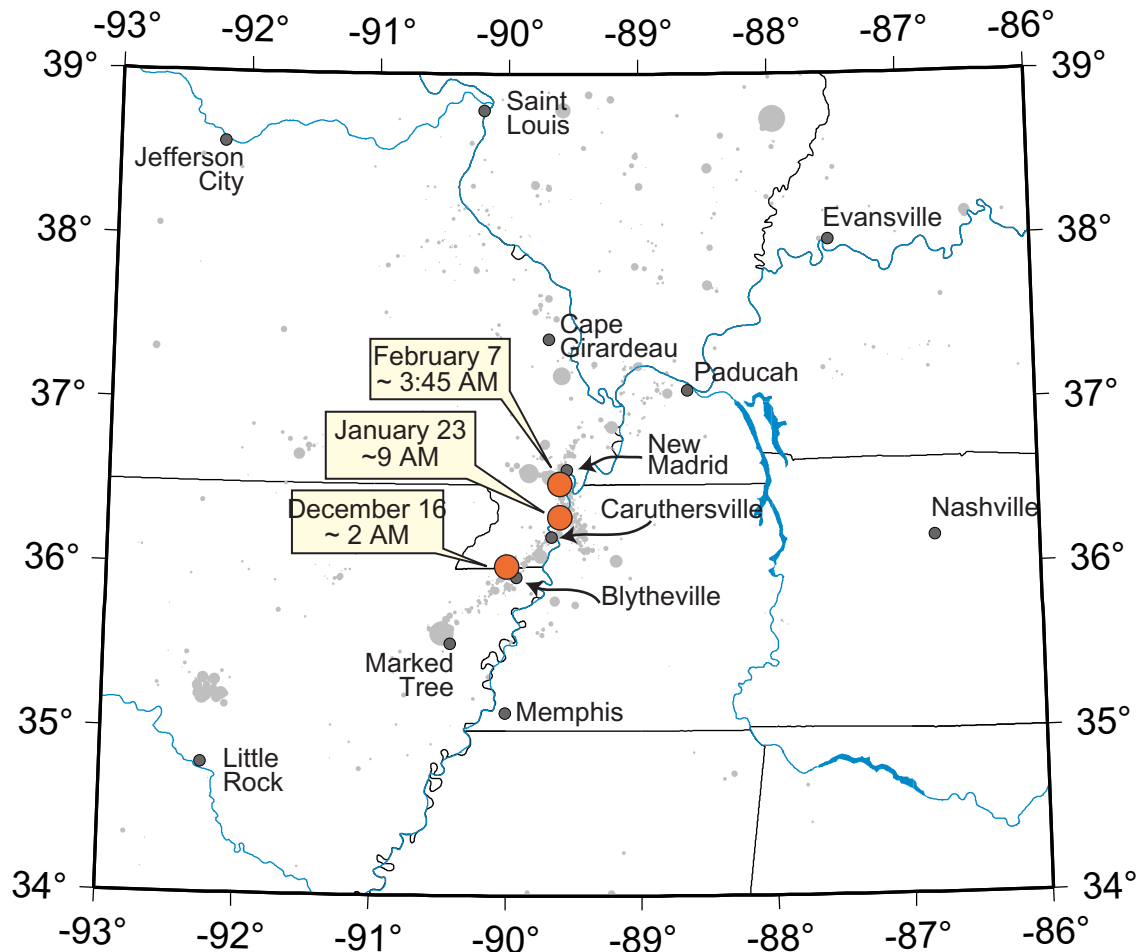 -93° -92° -91° -90° -89° -88° -87° -86°
39° 39°
Saint
Louis
Jefferson
City
38° 38°
Evansville
Cape
Girardeau
February 7
~ 3:45 AM
Paducah
37° 37°
January 23
~9 AM
New
Madrid
December 16
~ 2 AM
Caruthersville
Nashville
36° 36°
Blytheville
Marked
Tree
Memphis
35° 35°
Little
Rock
34° 34°
-93° -92° -91° -90° -89° -88° -87° -86°